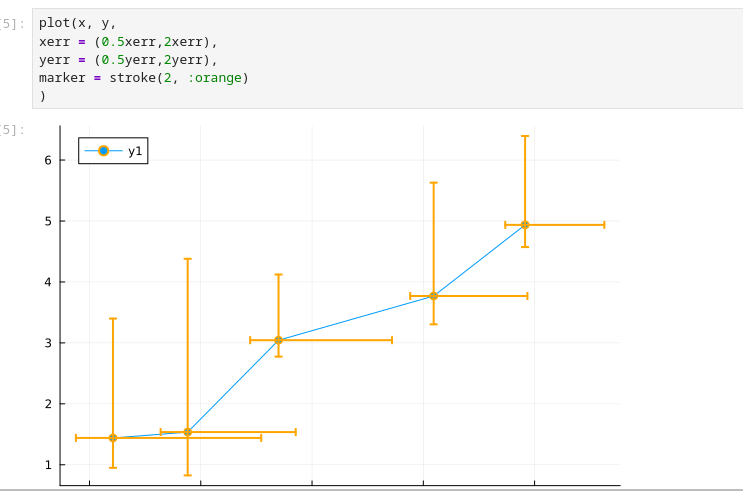 [5]:
plot(x, y,
xerr = (0.5xerr,2xerr),
yerr = (0.5yerr,2yerr),
marker = stroke(2, :orange)
)
[5]:
y1
6
5
4
3
2
1